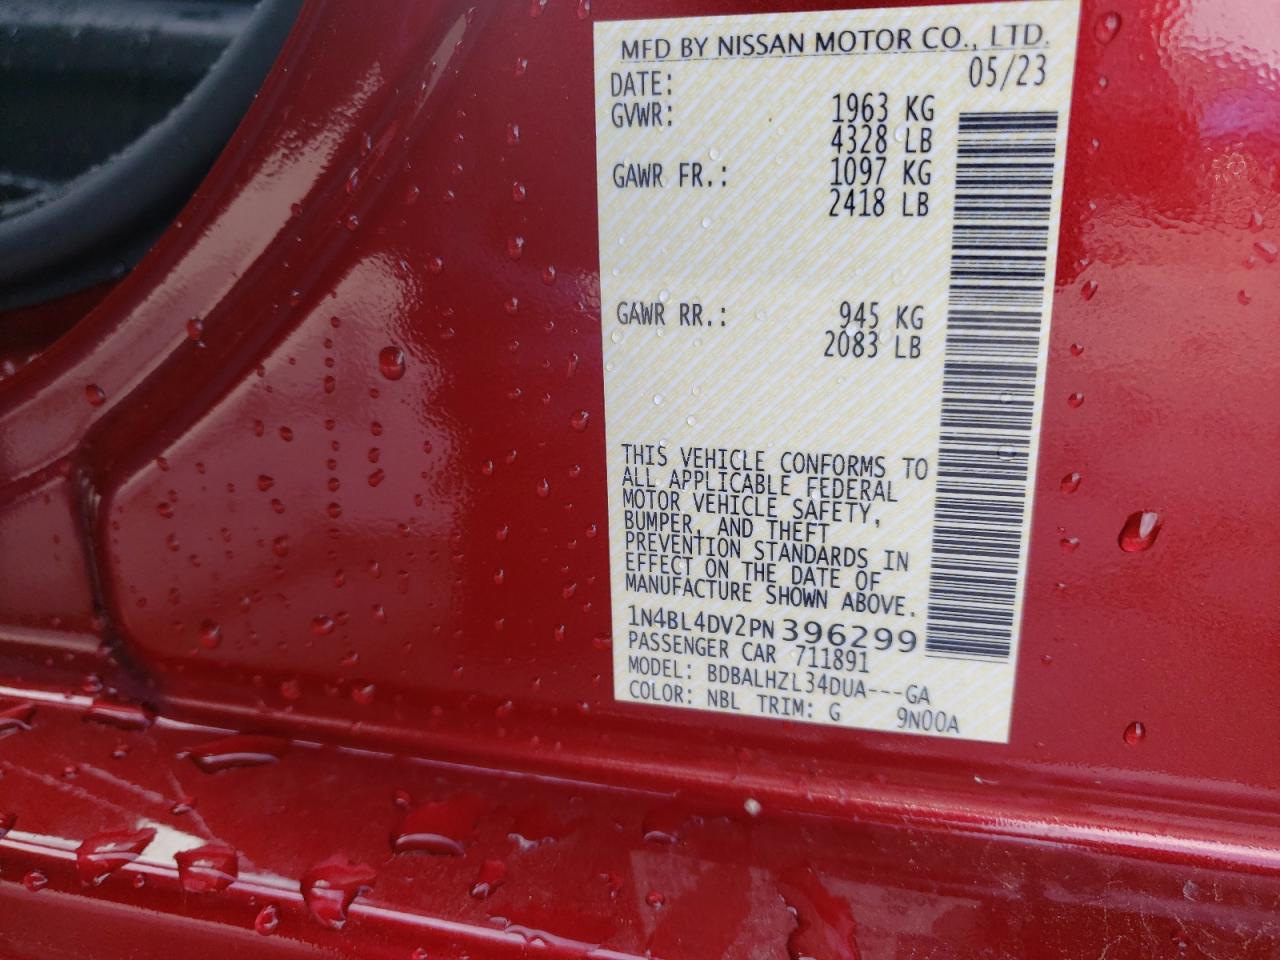 MFD BY NISSAN MOTOR CO., LTD.
DATE: 05/23
GVWR: 1963 KG
4328 LB
GAWR FR.: 1097 KG
2418 LB
GAWR RR.: 945 KG
2083 LB
THIS VEHICLE CONFORMS TO
ALL APPLICABLE FEDERAL
MOTOR VEHICLE SAFETY,
BUMPER, AND THEFT
PREVENTION STANDARDS IN
EFFECT ON THE DATE OF
MANUFACTURE SHOWN ABOVE.
1N4BL4DV2PN396299
PASSENGER CAR 711891
MODEL: BDBALHZL34DUA---GA
COLOR: NBL TRIM: G 9N00A